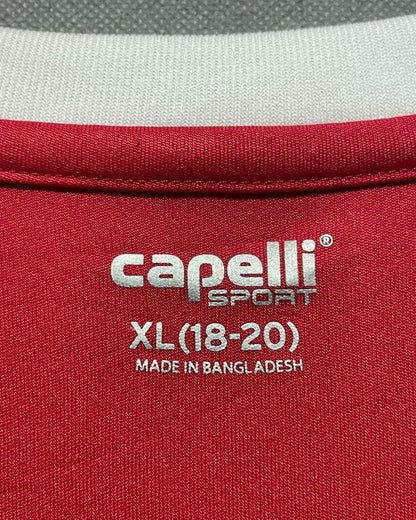 capelli®
SPORT
XL(18-20)
MADE IN BANGLADESH